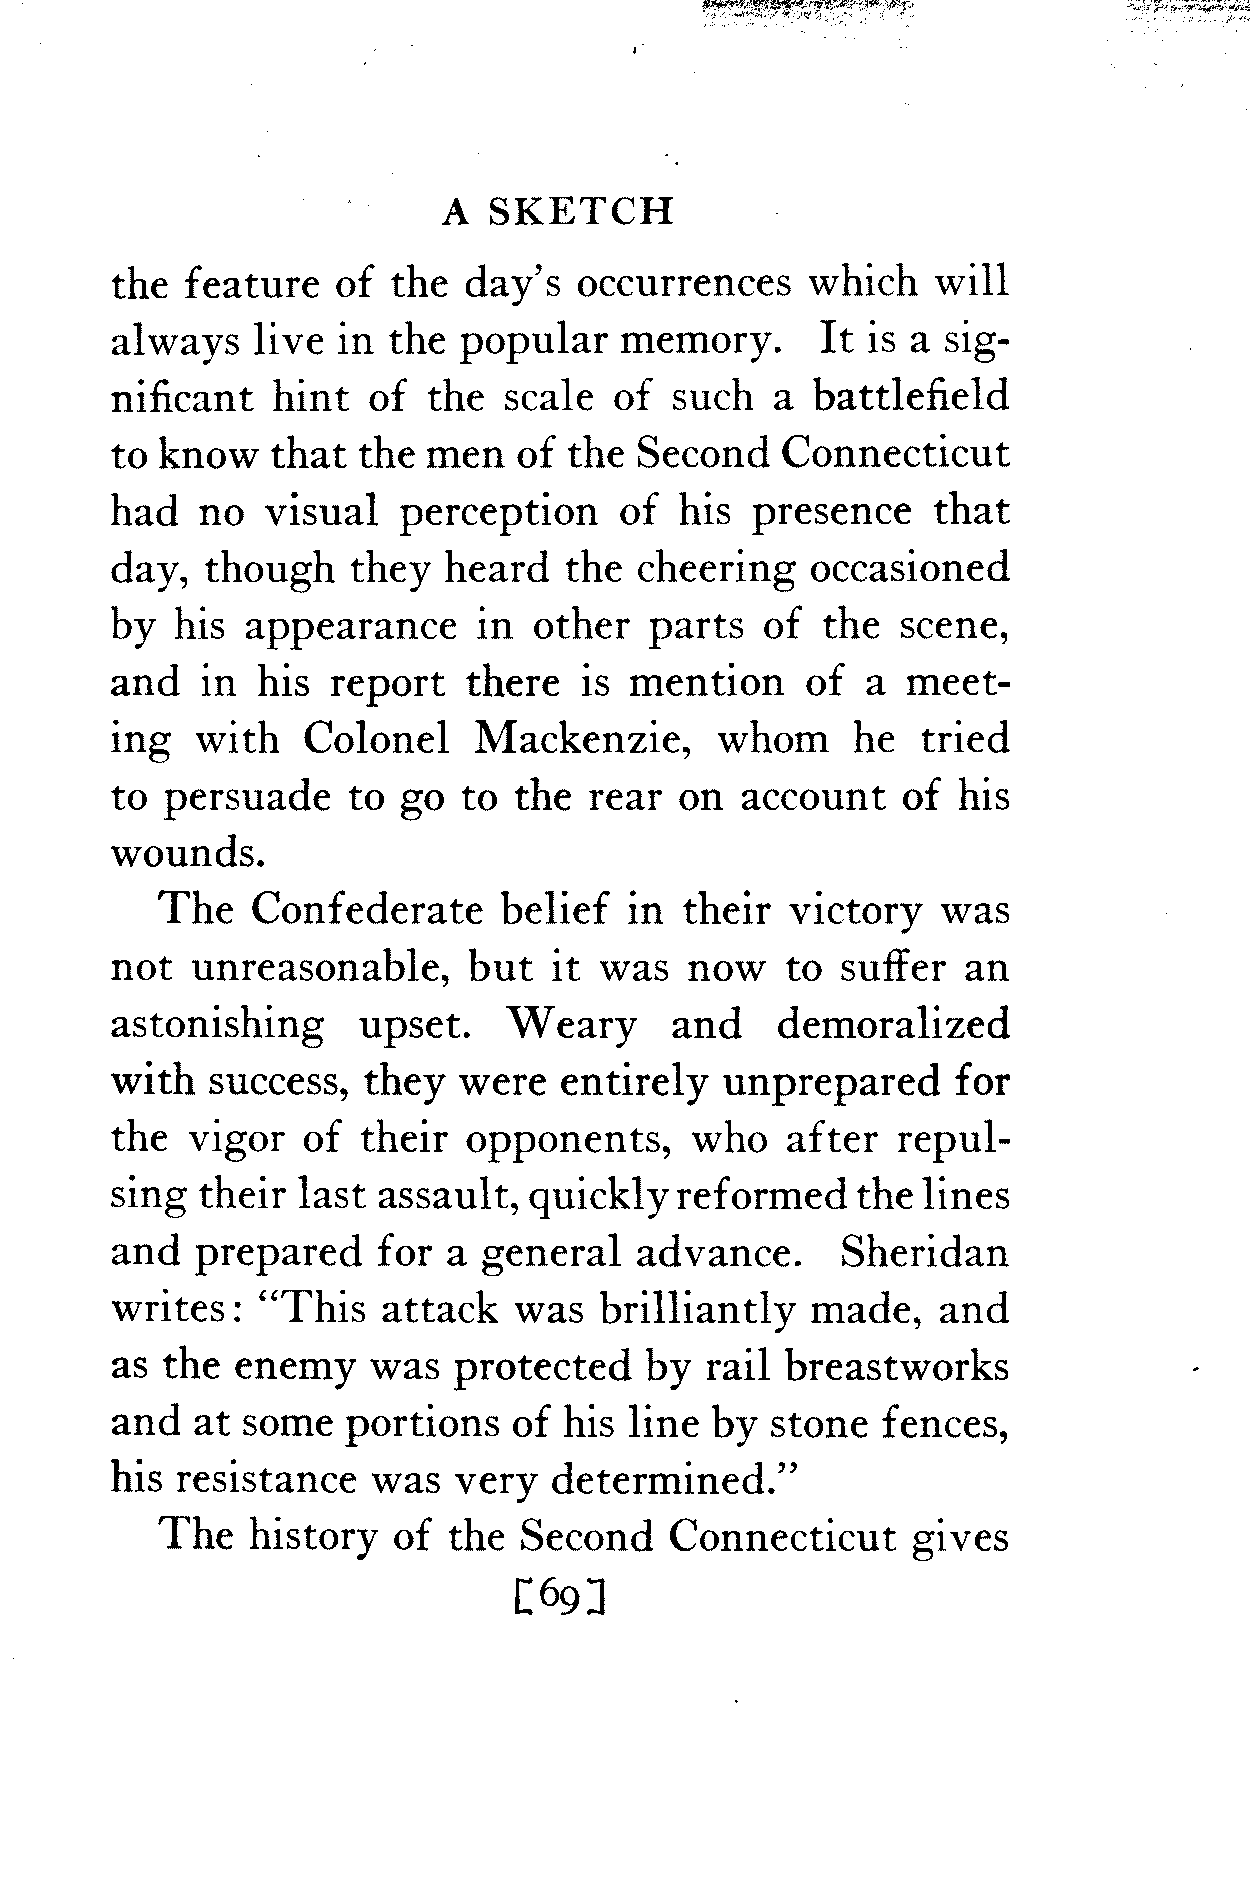 A SKETCH
the feature of the day's occurrences which will
always live in the popular memory. It is a sig-
nificant hint of the scale of such a battlefield
to know that the men of the Second Connecticut
had no visual perception of his presence that
day, though they heard the cheering occasioned
by his appearance in other parts of the scene,
and in his report there is mention of a meet-
ing with Colonel Mackenzie, whom he tried
to persuade to go to the rear on account of his
wounds.
The Confederate belief in their victory was
not unreasonable, but it was now to suffer an
astonishing upset. Weary and demoralized
with success, they were entirely unprepared for
the vigor of their opponents, who after repul-
sing their last assault, quickly reformed the lines
and prepared for a general advance. Sheridan
writes: "This attack was brilliantly made, and
as the enemy was protected by rail breastworks
and at some portions of his line by stone fences,
his resistance was very determined."
The history of the Second Connecticut gives
[69]